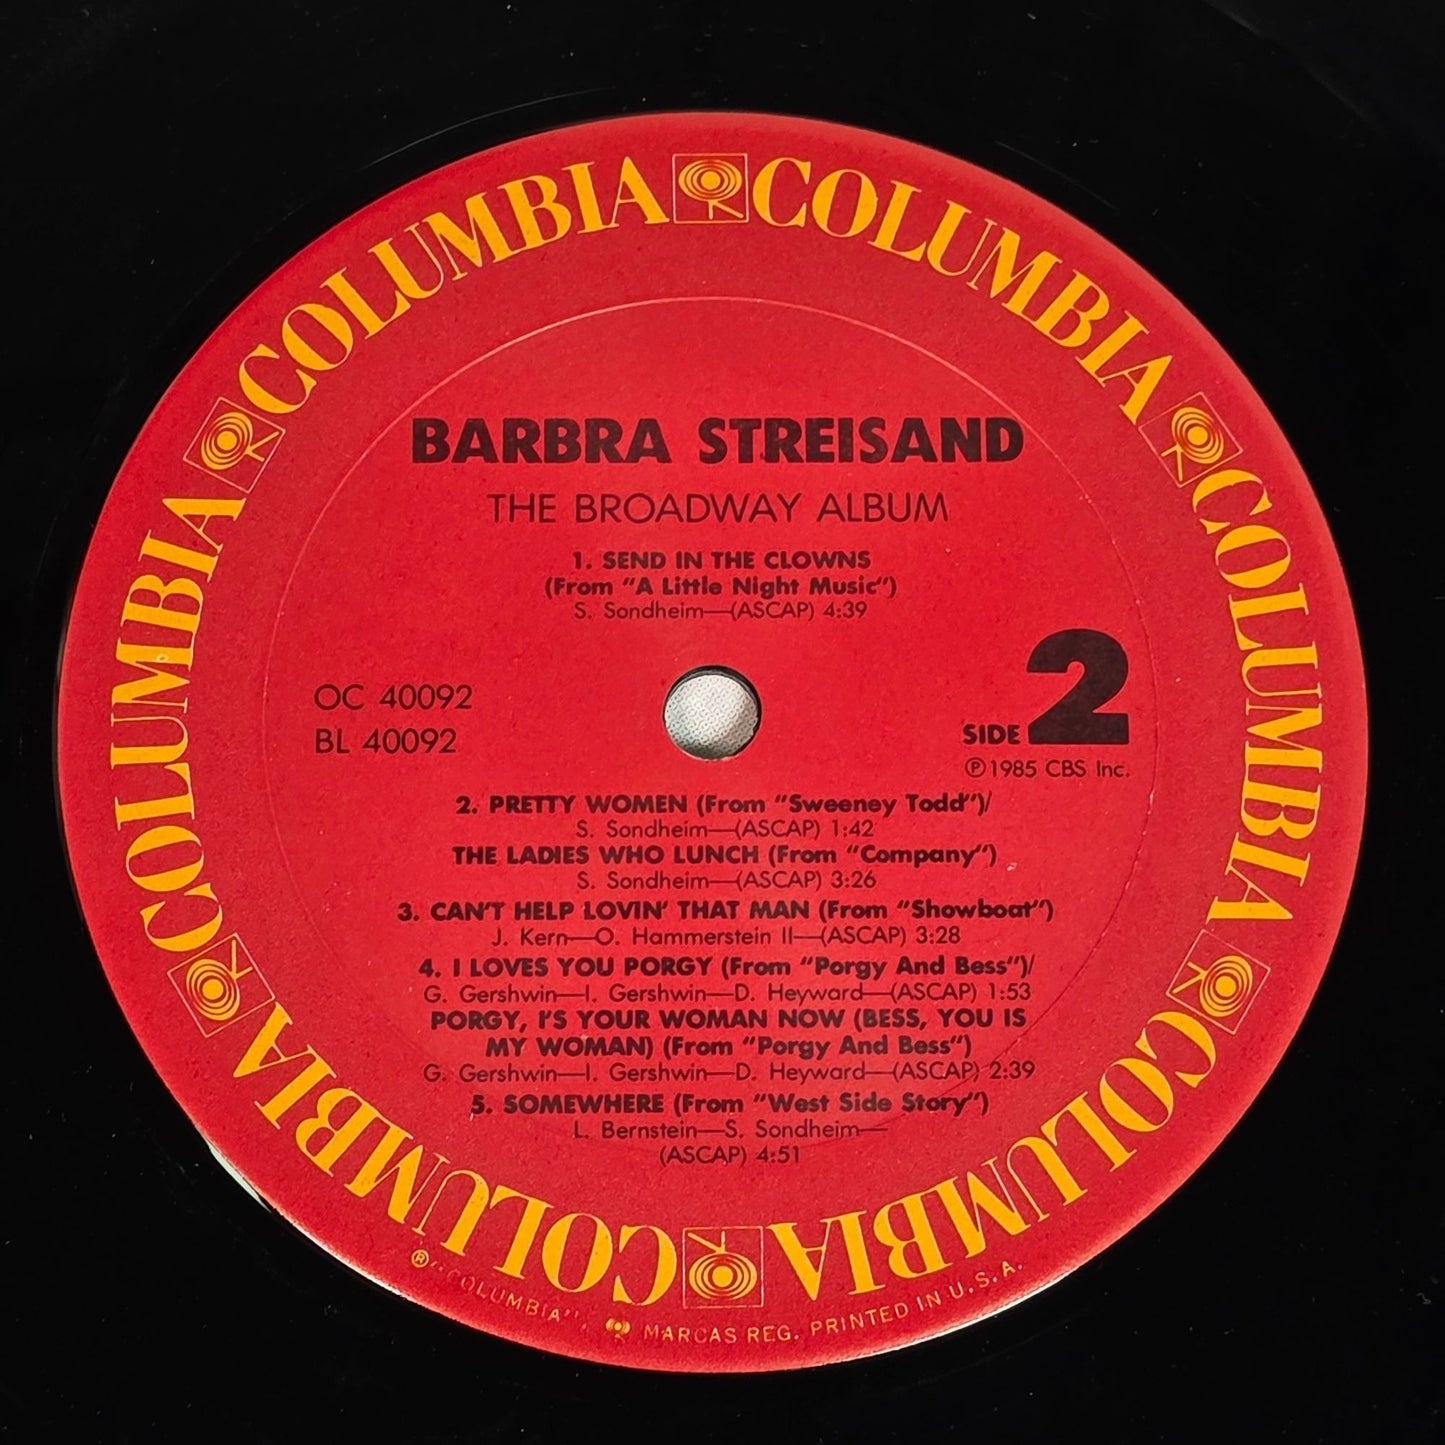 COLUMBIA COLUMBIA COLUMBIA COLUMBIA COLUMBIA COLUMBIA
BARBRA STREISAND
THE BROADWAY ALBUM
1. SEND IN THE CLOWNS
(From "A Little Night Music")
S. Sondheim—(ASCAP) 4:39
OC 40092
BL 40092
SIDE 2
℗ 1985 CBS Inc.
2. PRETTY WOMEN (From "Sweeney Todd")/
S. Sondheim—(ASCAP) 1:42
THE LADIES WHO LUNCH (From "Company")
S. Sondheim—(ASCAP) 3:26
3. CAN'T HELP LOVIN' THAT MAN (From "Showboat")
J. Kern—O. Hammerstein II—(ASCAP) 3:28
4. I LOVES YOU PORGY (From "Porgy And Bess")/
G. Gershwin—I. Gershwin—D. Heyward—(ASCAP) 1:53
PORGY, I'S YOUR WOMAN NOW (BESS, YOU IS
MY WOMAN) (From "Porgy And Bess")
G. Gershwin—I. Gershwin—D. Heyward—(ASCAP) 2:39
5. SOMEWHERE (From "West Side Story")
L. Bernstein—S. Sondheim—
(ASCAP) 4:51
® "COLUMBIA", MARCAS REG. PRINTED IN U.S.A.